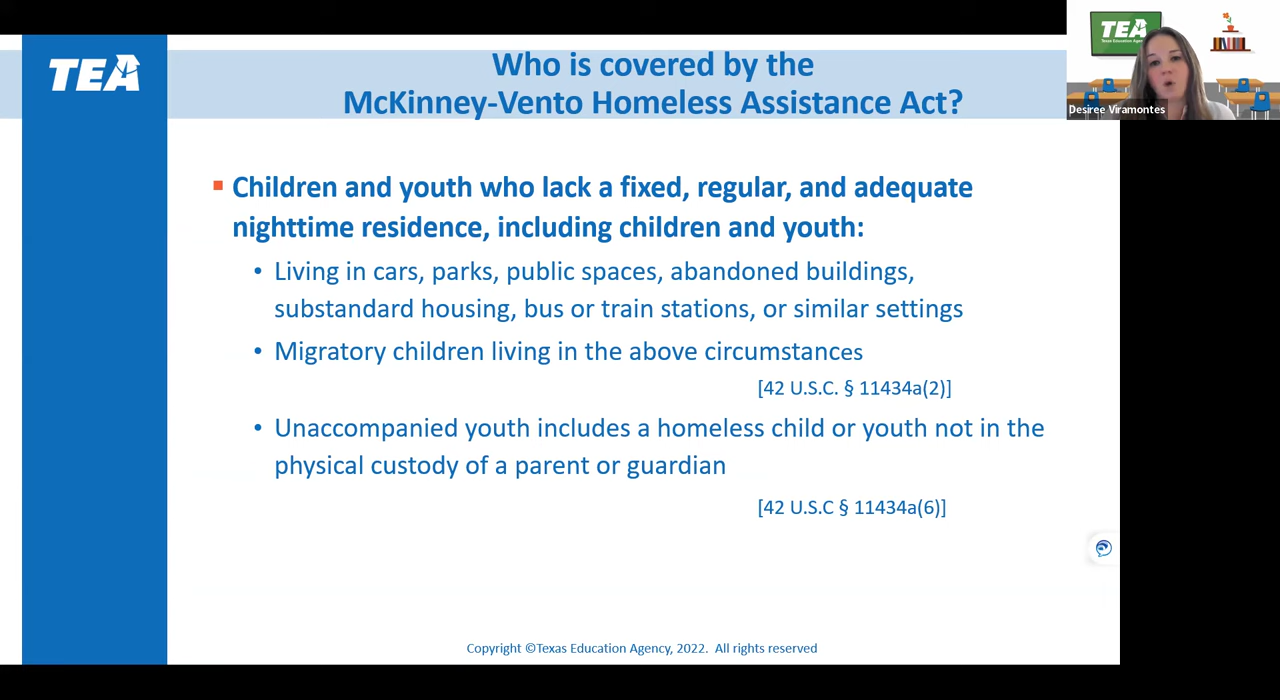 TEA
Who is covered by the
McKinney-Vento Homeless Assistance Act?
▪ Children and youth who lack a fixed, regular, and adequate
nighttime residence, including children and youth:
• Living in cars, parks, public spaces, abandoned buildings,
substandard housing, bus or train stations, or similar settings
• Migratory children living in the above circumstances
[42 U.S.C. § 11434a(2)]
• Unaccompanied youth includes a homeless child or youth not in the
physical custody of a parent or guardian
[42 U.S.C § 11434a(6)]
Copyright ©Texas Education Agency, 2022. All rights reserved
TEA
Texas Education
Desiree Viramontes